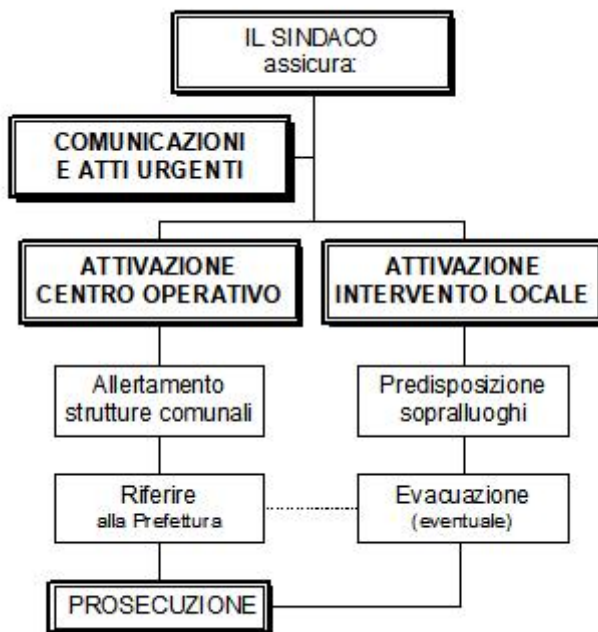 IL SINDACO
assicura:
COMUNICAZIONI
E ATTI URGENTI
ATTIVAZIONE
CENTRO OPERATIVO
ATTIVAZIONE
INTERVENTO LOCALE
Allertamento
strutture comunali
Predisposizione
sopralluoghi
Riferire
alla Prefettura
Evacuazione
(eventuale)
PROSECUZIONE